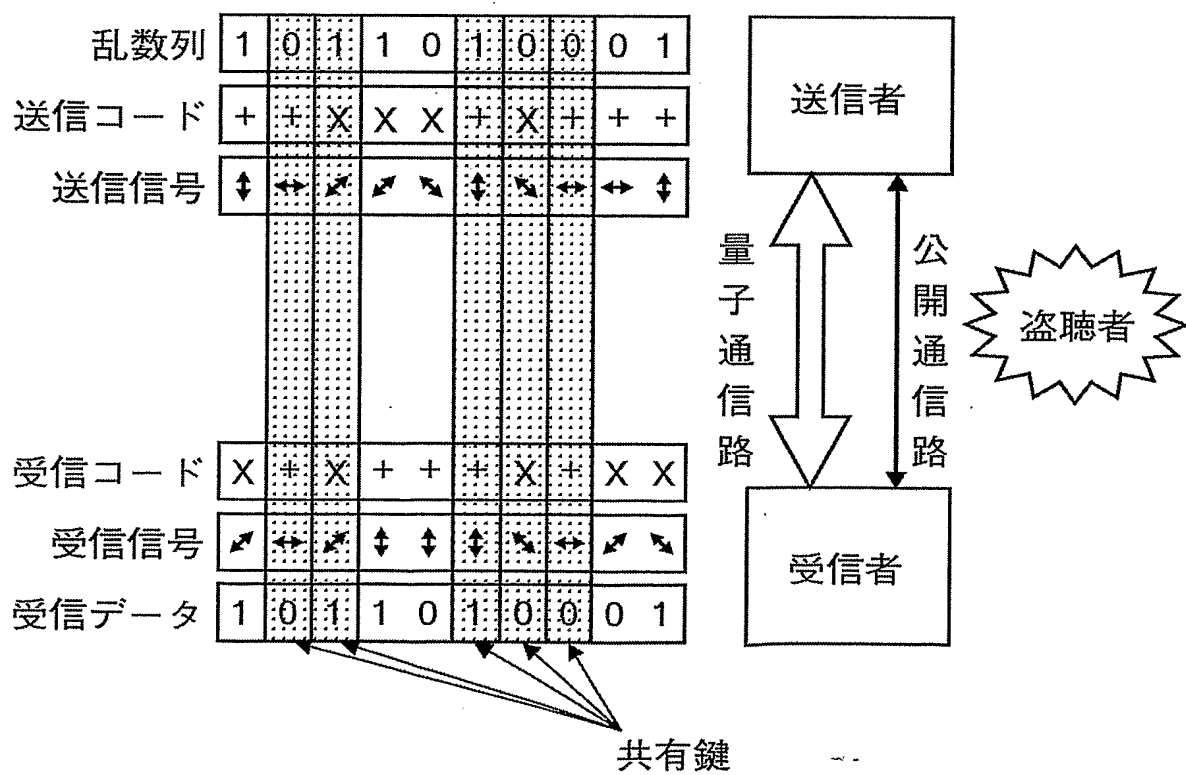 乱数列 1 0 1 1 0 1 0 0 0 1
送信コード + + X X X + X + + +
送信信号 ↕ ↔ ⤢ ⤢ ⤡ ↕ ⤡ ↔ ↔ ↕
受信コード X + X + + + X + X X
受信信号 ⤢ ↔ ⤢ ↕ ↕ ↕ ⤡ ↔ ⤢ ⤡
受信データ 1 0 1 1 0 1 0 0 0 1
共有鍵
送信者
量子通信路
公開通信路
盗聴者
受信者